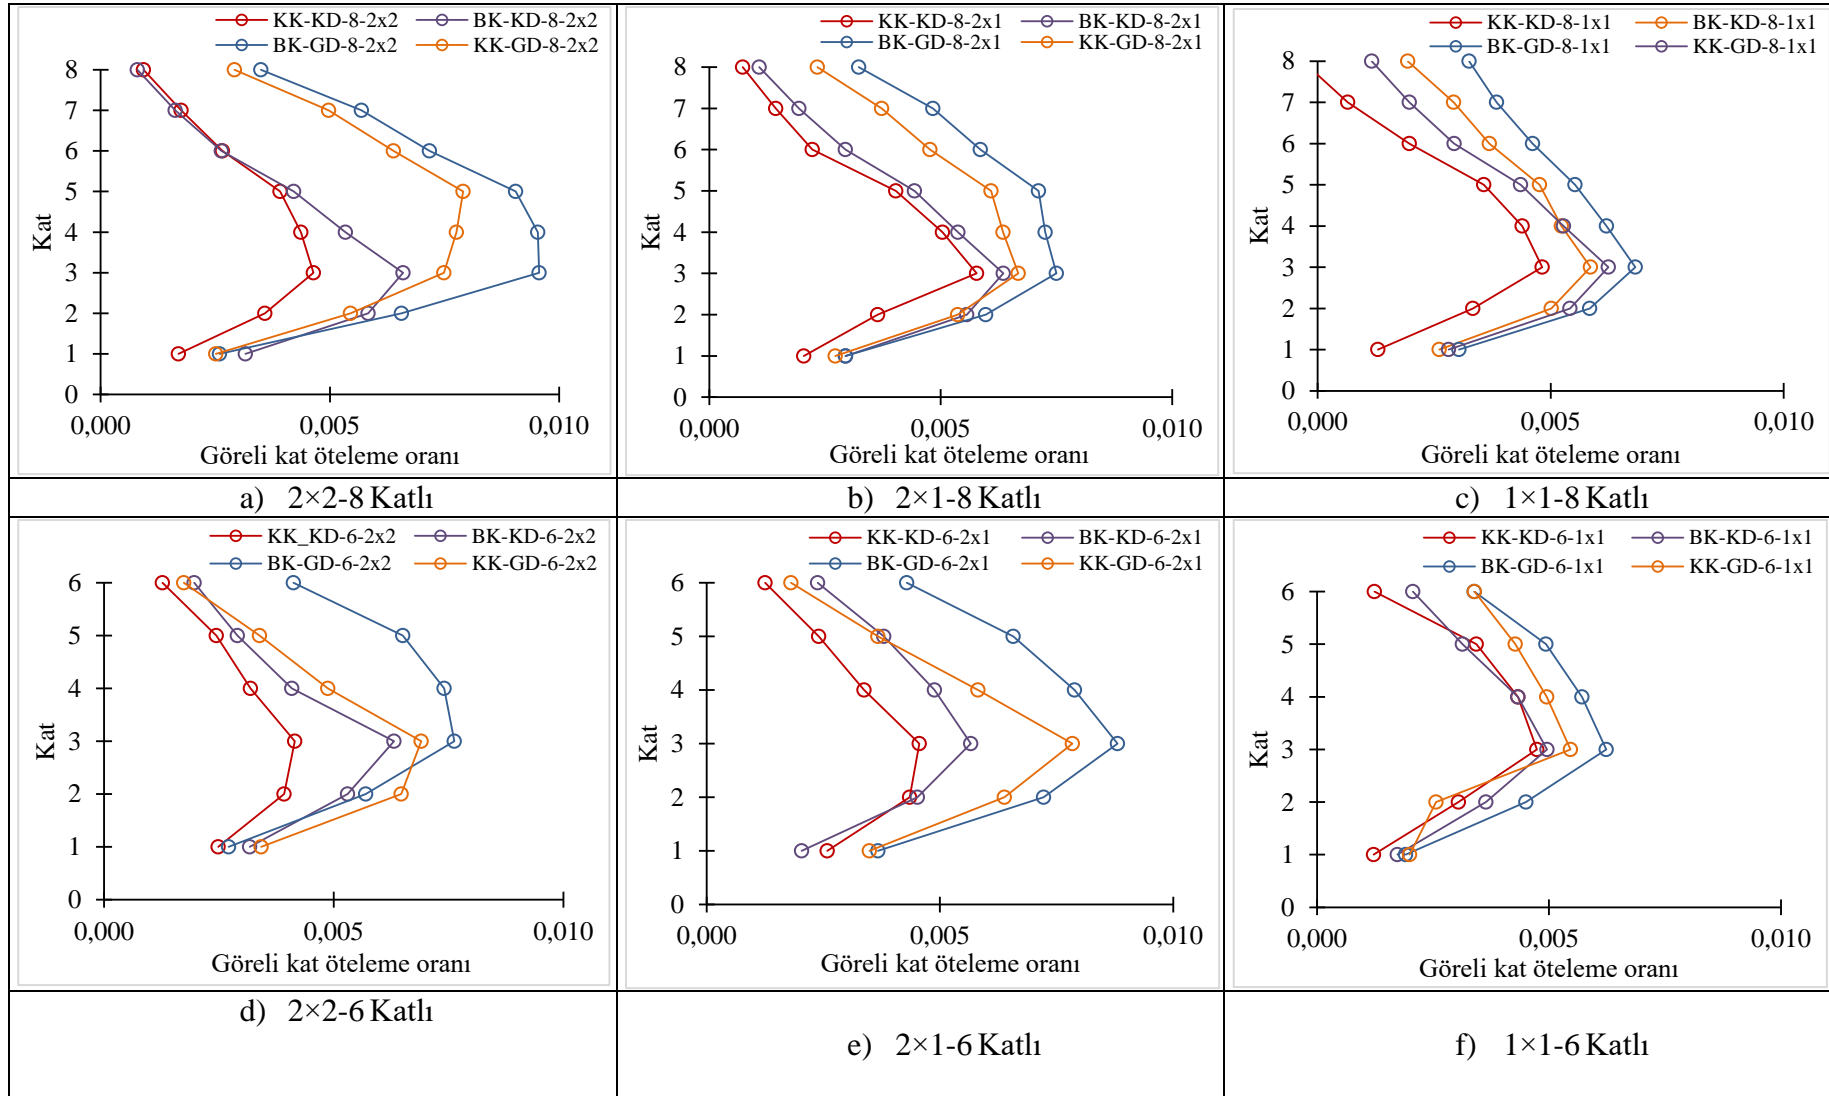 KK-KD-8-2x2 BK-KD-8-2x2
BK-GD-8-2x2 KK-GD-8-2x2
8
7
6
5
4
3
2
1
0
Kat
0,000 0,005 0,010
Göreli kat öteleme oranı
a) 2×2-8 Katlı
KK-KD-8-2x1 BK-KD-8-2x1
BK-GD-8-2x1 KK-GD-8-2x1
8
7
6
5
4
3
2
1
0
Kat
0,000 0,005 0,010
Göreli kat öteleme oranı
b) 2×1-8 Katlı
KK-KD-8-1x1 BK-KD-8-1x1
BK-GD-8-1x1 KK-GD-8-1x1
8
7
6
5
4
3
2
1
0
Kat
0,000 0,005 0,010
Göreli kat öteleme oranı
c) 1×1-8 Katlı
KK_KD-6-2x2 BK-KD-6-2x2
BK-GD-6-2x2 KK-GD-6-2x2
6
5
4
3
2
1
0
Kat
0,000 0,005 0,010
Göreli kat öteleme oranı
d) 2×2-6 Katlı
KK-KD-6-2x1 BK-KD-6-2x1
BK-GD-6-2x1 KK-GD-6-2x1
6
5
4
3
2
1
0
Kat
0,000 0,005 0,010
Göreli kat öteleme oranı
e) 2×1-6 Katlı
KK-KD-6-1x1 BK-KD-6-1x1
BK-GD-6-1x1 KK-GD-6-1x1
6
5
4
3
2
1
0
Kat
0,000 0,005 0,010
Göreli kat öteleme oranı
f) 1×1-6 Katlı